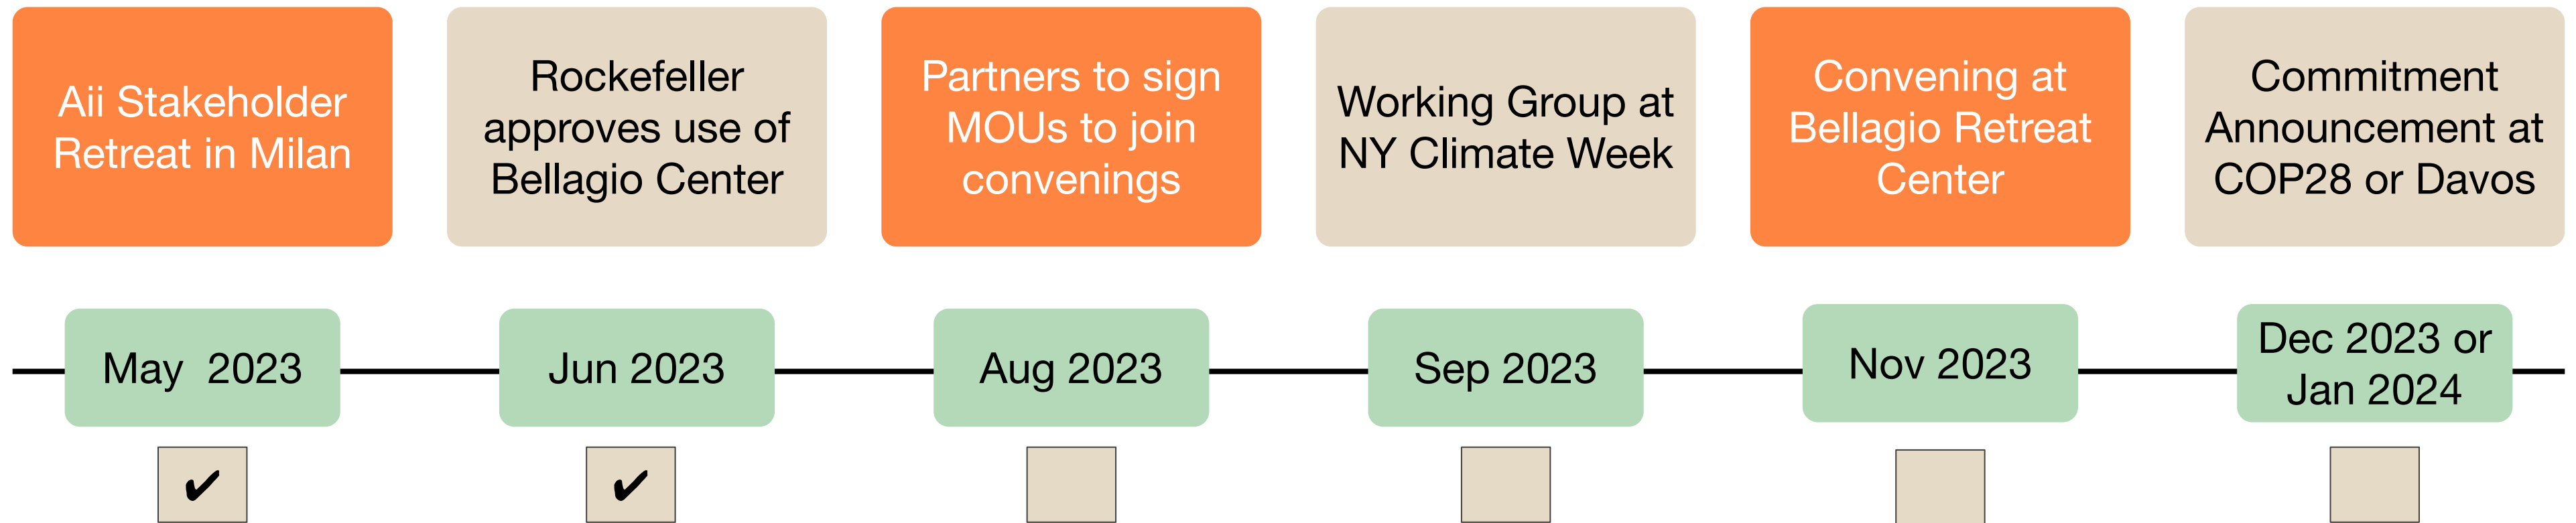 Aii Stakeholder
Retreat in Milan
Rockefeller
approves use of
Bellagio Center
Partners to sign
MOUs to join
convenings
Working Group at
NY Climate Week
Convening at
Bellagio Retreat
Center
Commitment
Announcement at
COP28 or Davos
May  2023
Jun 2023
Aug 2023
Sep 2023
Nov 2023
Dec 2023 or
Jan 2024
✔
✔